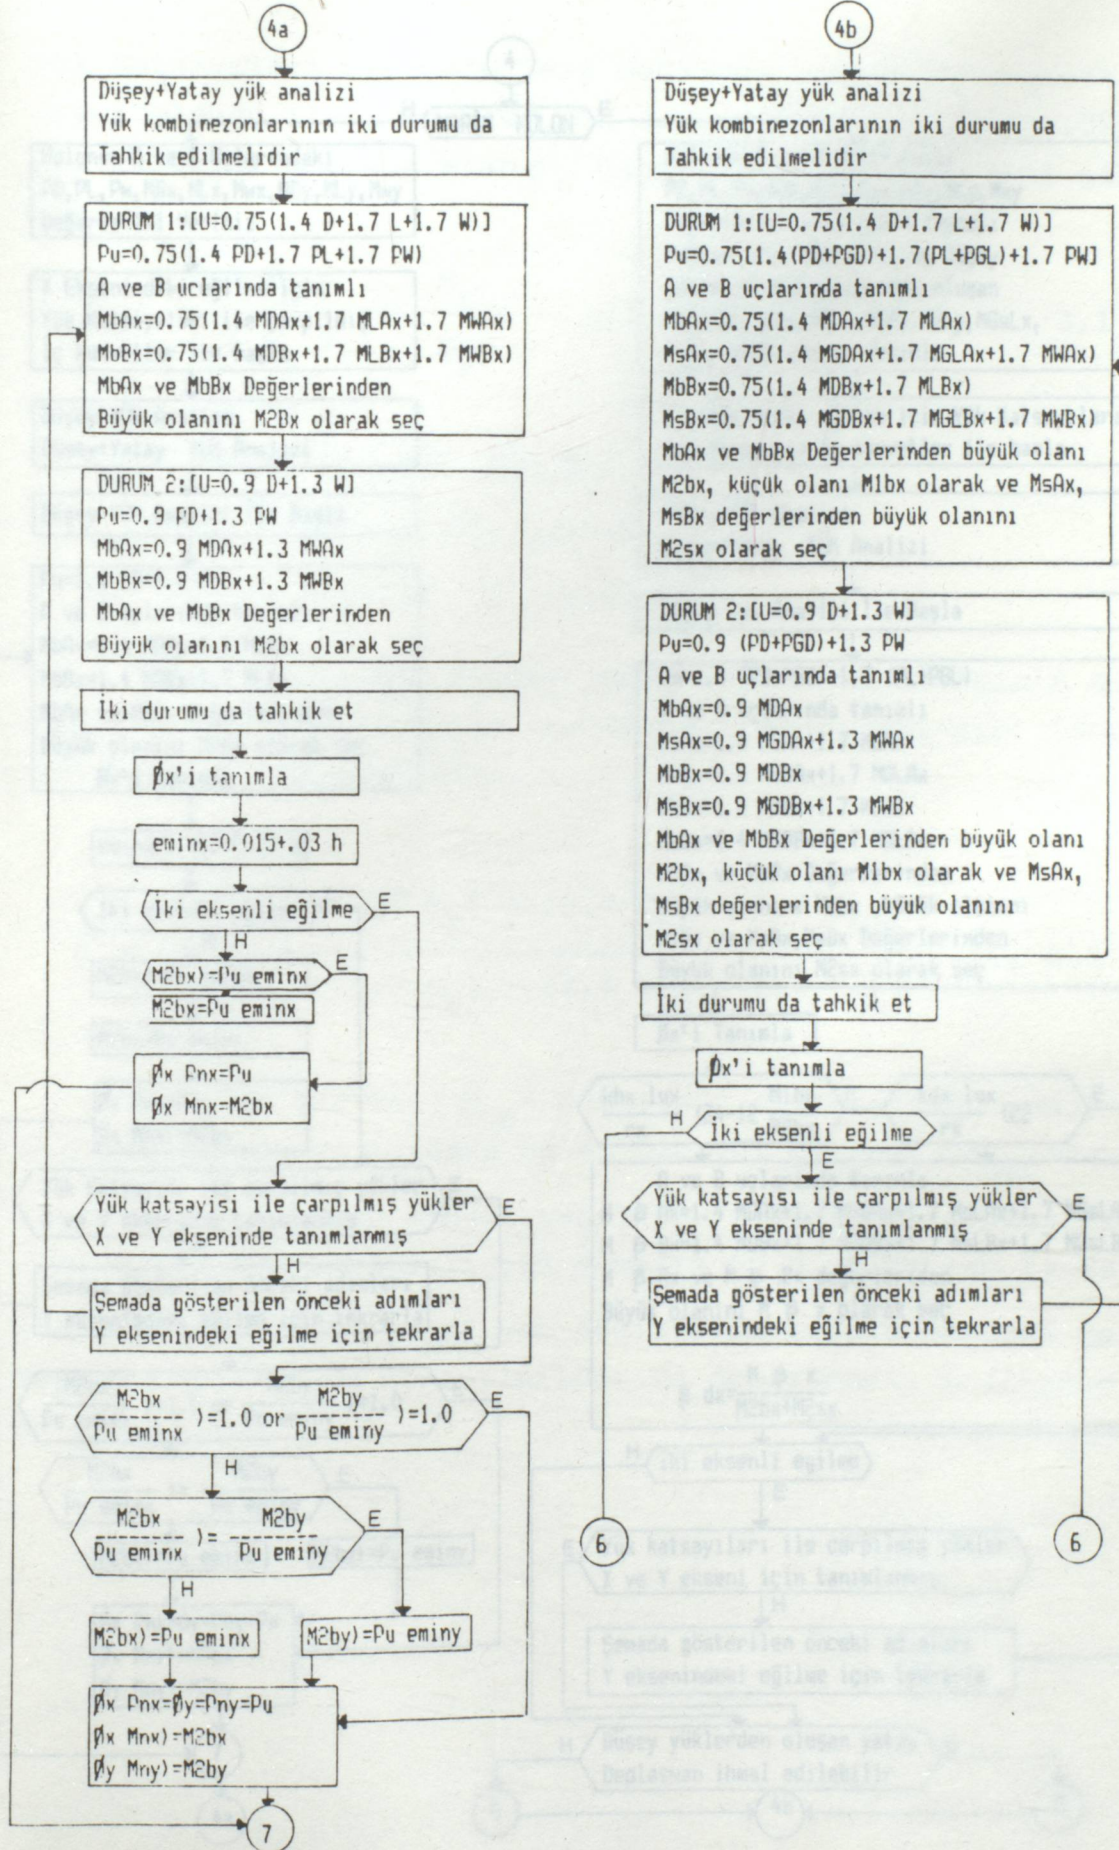 4a
Düşey+Yatay yük analizi
Yük kombinezonlarının iki durumu da
Tahkik edilmelidir
DURUM 1:[U=0.75(1.4 D+1.7 L+1.7 W)]
Pu=0.75(1.4 PD+1.7 PL+1.7 PW)
A ve B uclarında tanımlı
MbAx=0.75(1.4 MDAx+1.7 MLAx+1.7 MWAx)
MbBx=0.75(1.4 MDBx+1.7 MLBx+1.7 MWBx)
MbAx ve MbBx Değerlerinden
Büyük olanını M2Bx olarak seç
DURUM 2:[U=0.9 D+1.3 W]
Pu=0.9 PD+1.3 PW
MbAx=0.9 MDAx+1.3 MWAx
MbBx=0.9 MDBx+1.3 MWBx
MbAx ve MbBx Değerlerinden
Büyük olanını M2bx olarak seç
İki durumu da tahkik et
Øx'i tanımla
eminx=0.015+.03 h
İki eksenli eğilme
E
H
M2bx)=Pu eminx
E
M2bx=Pu eminx
Øx Pnx=Pu
Øx Mnx=M2bx
Yük katsayisi ile çarpılmış yükler
X ve Y ekseninde tanımlanmış
E
H
Şemada gösterilen önceki adımları
Y eksenindeki eğilme için tekrarla
M2bx M2by
---------- )=1.0 or ---------- )=1.0
Pu eminx Pu eminy
E
H
M2bx M2by
---------- )= ----------
Pu eminx Pu eminy
E
H
M2bx)=Pu eminx
M2by)=Pu eminy
Øx Pnx=Øy=Pny=Pu
Øx Mnx)=M2bx
Øy Mny)=M2by
7
4b
Düşey+Yatay yük analizi
Yük kombinezonlarının iki durumu da
Tahkik edilmelidir
DURUM 1:[U=0.75(1.4 D+1.7 L+1.7 W)]
Pu=0.75[1.4(PD+PGD)+1.7(PL+PGL)+1.7 PW]
A ve B uçlarında tanımlı
MbAx=0.75(1.4 MDAx+1.7 MLAx)
MsAx=0.75(1.4 MGDAx+1.7 MGLAx+1.7 MWAx)
MbBx=0.75(1.4 MDBx+1.7 MLBx)
MsBx=0.75(1.4 MGDBx+1.7 MGLBx+1.7 MWBx)
MbAx ve MbBx Değerlerinden büyük olanı
M2bx, küçük olanı M1bx olarak ve MsAx,
MsBx değerlerinden büyük olanını
M2sx olarak seç
DURUM 2:[U=0.9 D+1.3 W]
Pu=0.9 (PD+PGD)+1.3 PW
A ve B uçlarında tanımlı
MbAx=0.9 MDAx
MsAx=0.9 MGDAx+1.3 MWAx
MbBx=0.9 MDBx
MsBx=0.9 MGDBx+1.3 MWBx
MbAx ve MbBx Değerlerinden büyük olanı
M2bx, küçük olanı M1bx olarak ve MsAx,
MsBx değerlerinden büyük olanını
M2sx olarak seç
İki durumu da tahkik et
Øx'i tanımla
H
İki eksenli eğilme
E
Yük katsayısı ile çarpılmış yükler
X ve Y ekseninde tanımlanmış
E
H
Şemada gösterilen önceki adımları
Y eksenindeki eğilme için tekrarla
6
6